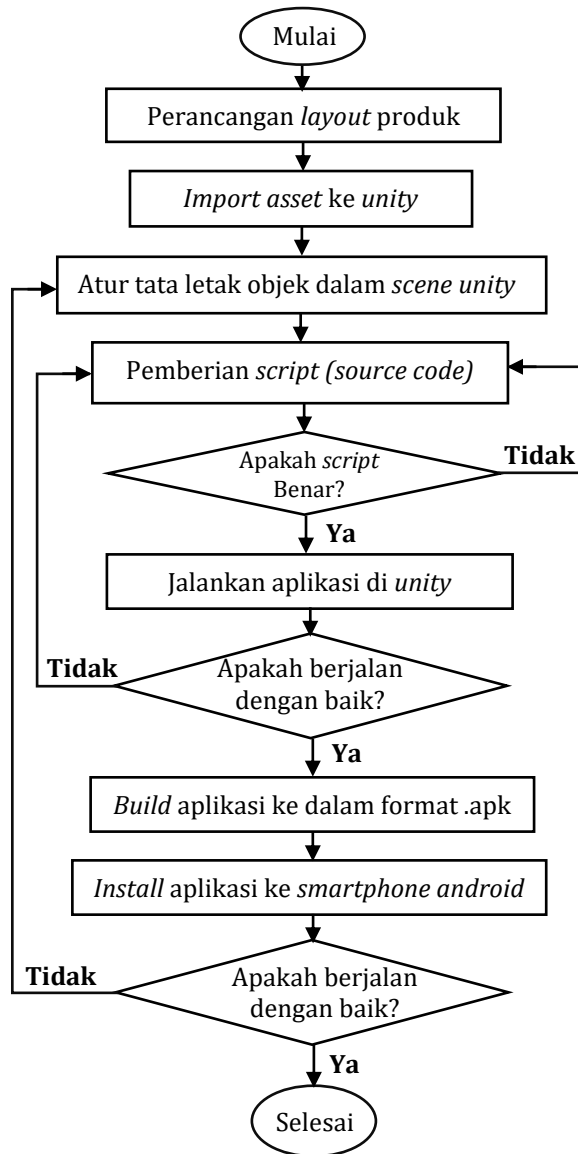 Mulai
Perancangan layout produk
Import asset ke unity
Atur tata letak objek dalam scene unity
Pemberian script (source code)
Apakah script
Benar?
Tidak
Ya
Jalankan aplikasi di unity
Tidak
Apakah berjalan
dengan baik?
Ya
Build aplikasi ke dalam format .apk
Install aplikasi ke smartphone android
Tidak
Apakah berjalan
dengan baik?
Ya
Selesai